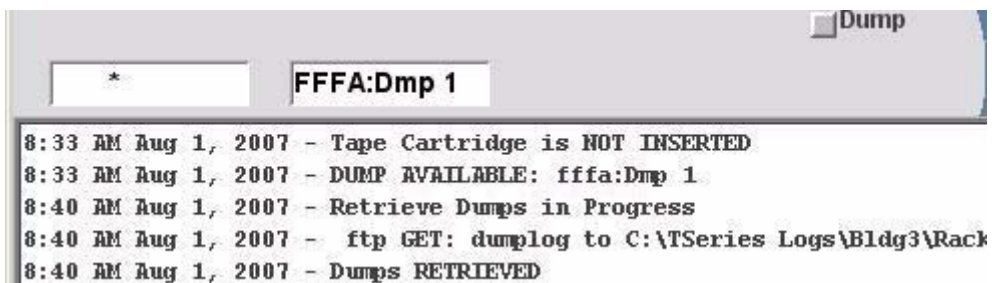 Dump
* FFFA:Dmp 1
8:33 AM Aug 1, 2007 - Tape Cartridge is NOT INSERTED
8:33 AM Aug 1, 2007 - DUMP AVAILABLE: fffa:Dmp 1
8:40 AM Aug 1, 2007 - Retrieve Dumps in Progress
8:40 AM Aug 1, 2007 -  ftp GET: dumplog to C:\TSeries Logs\Bldg3\Rack
8:40 AM Aug 1, 2007 - Dumps RETRIEVED